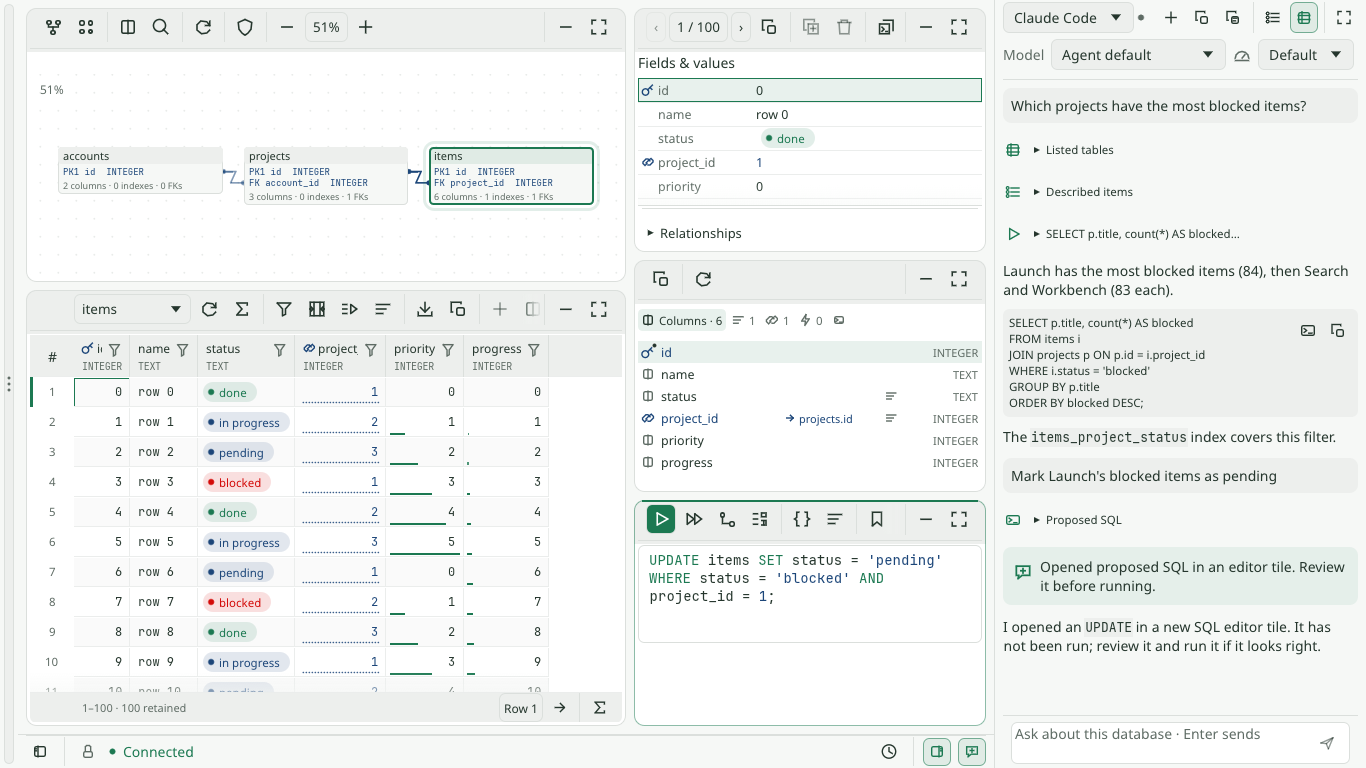 51%
51%
accounts
PK1 id INTEGER
2 columns · 0 indexes · 0 FKs
projects
PK1 id INTEGER
FK account_id INTEGER
3 columns · 0 indexes · 1 FKs
items
PK1 id INTEGER
FK project_id INTEGER
6 columns · 1 indexes · 1 FKs
items
#
id
INTEGER
name
TEXT
status
TEXT
project_
INTEGER
priority
INTEGER
progress
INTEGER
1 0 row 0 done 1 0 0
2 1 row 1 in progress 2 1 1
3 2 row 2 pending 3 2 2
4 3 row 3 blocked 1 3 3
5 4 row 4 done 2 4 4
6 5 row 5 in progress 3 5 5
7 6 row 6 pending 1 0 6
8 7 row 7 blocked 2 1 7
9 8 row 8 done 3 2 8
10 9 row 9 in progress 1 3 9
11 10 row 10 pending 2 4 10
1–100 · 100 retained
Row 1
Connected
1 / 100
Fields & values
id 0
name row 0
status done
project_id 1
priority 0
Relationships
Columns · 6 1 1 0
id INTEGER
name TEXT
status TEXT
project_id projects.id INTEGER
priority INTEGER
progress INTEGER
UPDATE items SET status = 'pending'
WHERE status = 'blocked' AND
project_id = 1;
Claude Code
Model Agent default Default
Which projects have the most blocked items?
Listed tables
Described items
SELECT p.title, count(*) AS blocked...
Launch has the most blocked items (84), then Search
and Workbench (83 each).
SELECT p.title, count(*) AS blocked
FROM items i
JOIN projects p ON p.id = i.project_id
WHERE i.status = 'blocked'
GROUP BY p.title
ORDER BY blocked DESC;
The items_project_status index covers this filter.
Mark Launch's blocked items as pending
Proposed SQL
Opened proposed SQL in an editor tile. Review
it before running.
I opened an UPDATE in a new SQL editor tile. It has
not been run; review it and run it if it looks right.
Ask about this database · Enter sends